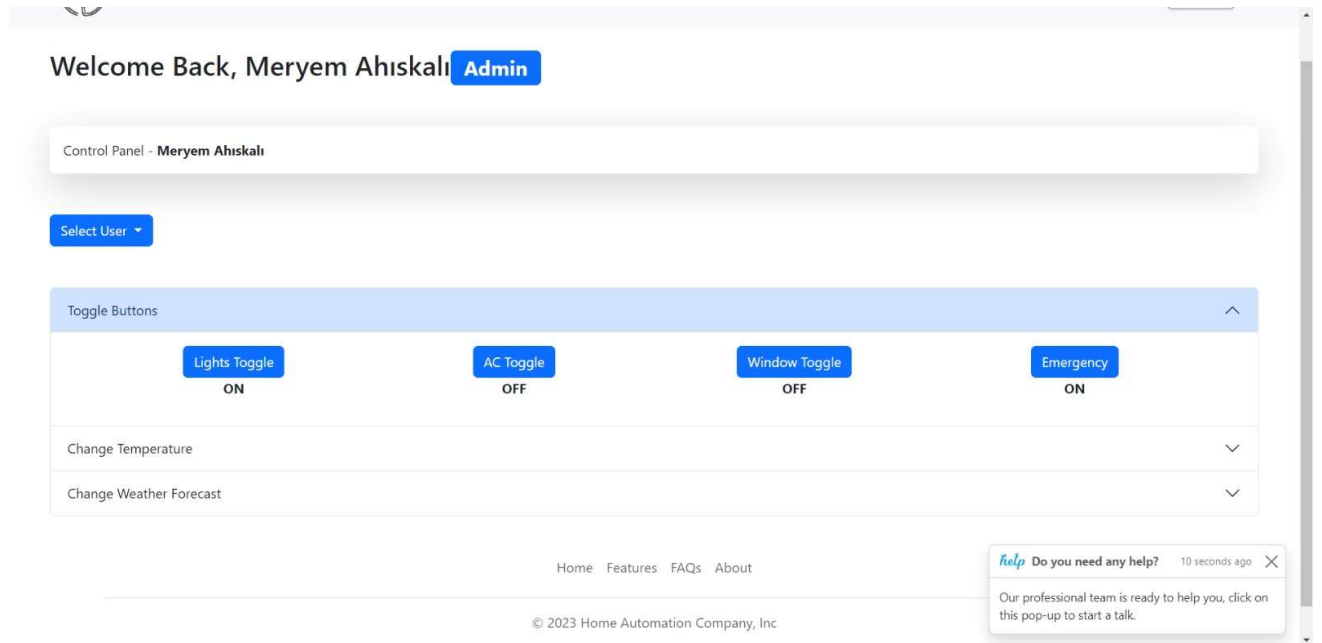 Welcome Back, Meryem Ahıskalı Admin
Control Panel - Meryem Ahıskalı
Select User
Toggle Buttons
Lights Toggle AC Toggle Window Toggle Emergency
ON OFF OFF ON
Change Temperature
Change Weather Forecast
Home Features FAQs About
© 2023 Home Automation Company, Inc
help Do you need any help? 10 seconds ago
Our professional team is ready to help you, click on
this pop-up to start a talk.